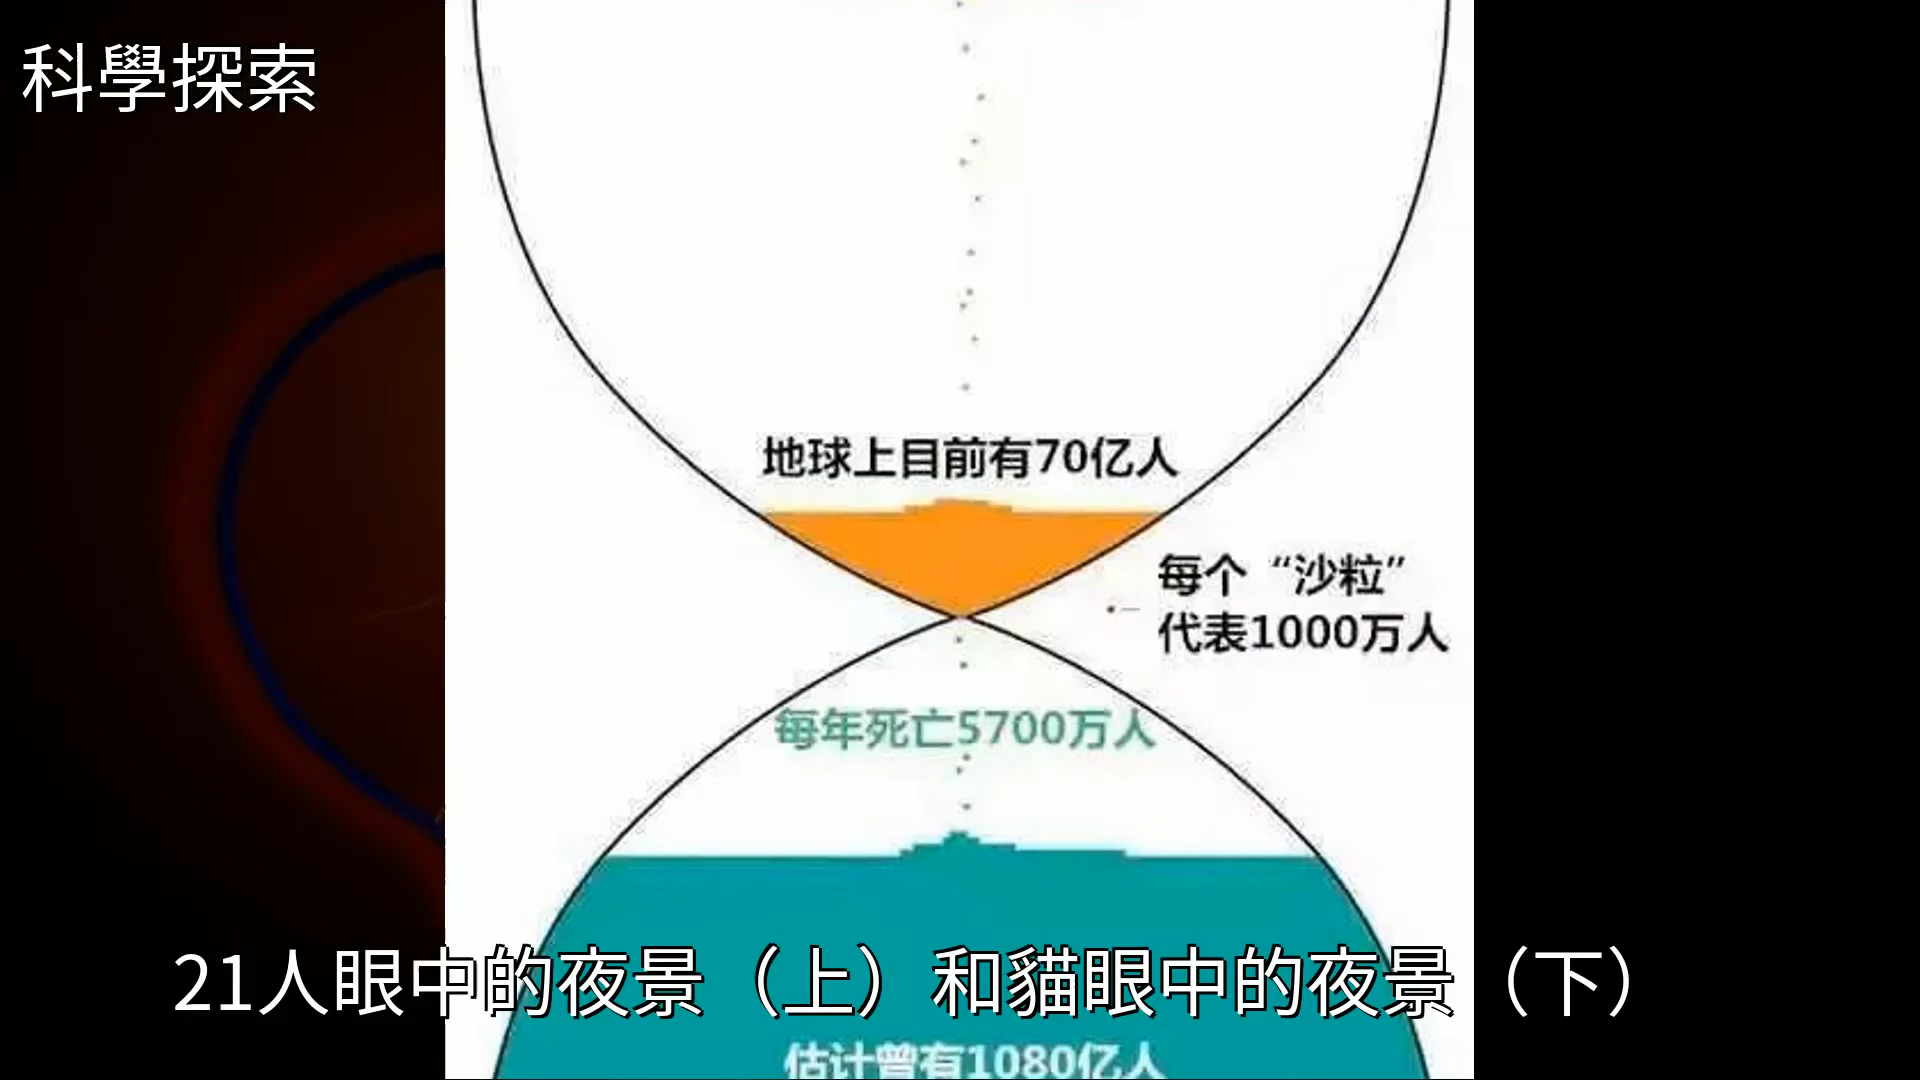 科學探索
地球上目前有70亿人
每个“沙粒”
代表1000万人
每年死亡5700万人
21人眼中的夜景（上）和貓眼中的夜景（下）
估计曾有1080亿人